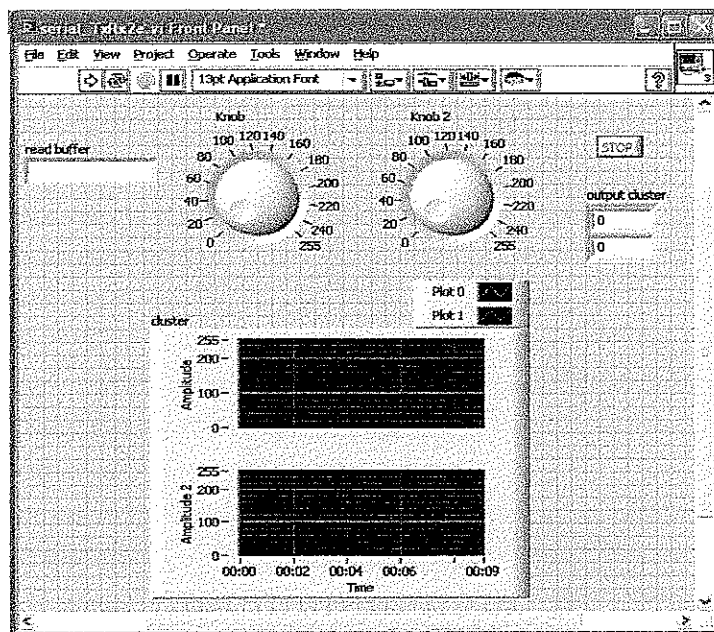 serial_TxRx2e.vi Front Panel *
File Edit View Project Operate Tools Window Help
13pt Application Font
3
Knob
Knob 2
read buffer
0 20 40 60 80 100 120 140 160 180 200 220 240 255
0 20 40 60 80 100 120 140 160 180 200 220 240 255
STOP
output cluster
0
0
Plot 0
Plot 1
cluster
255
200
100
0
Amplitude
255
200
100
0
Amplitude 2
00:00 00:02 00:04 00:06 00:09
Time